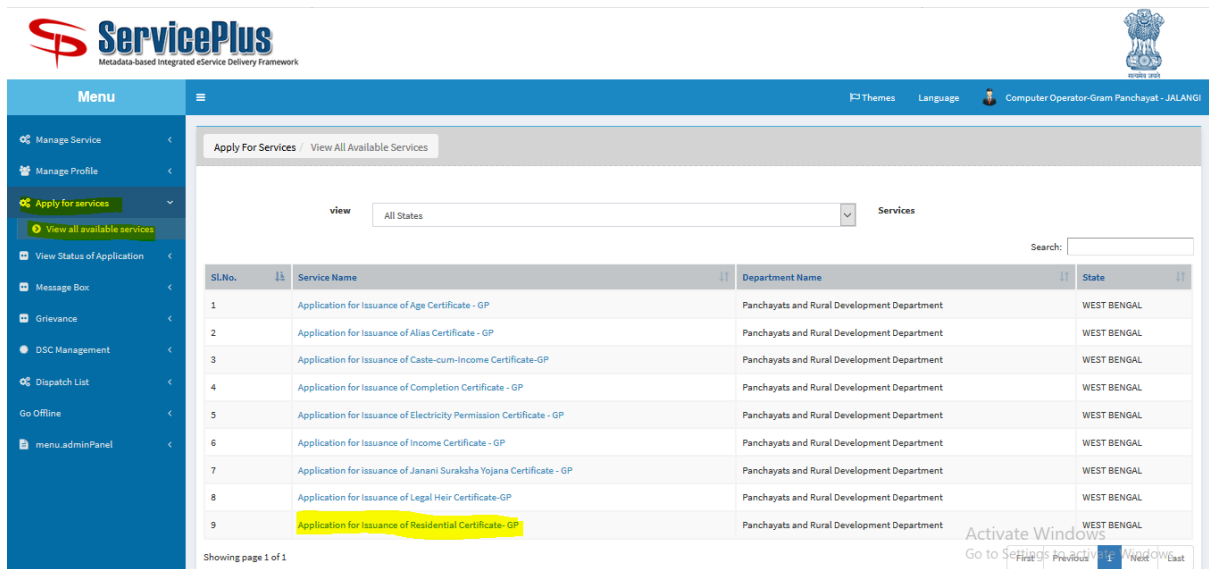 ServicePlus
Metadata-based Integrated eService Delivery Framework
सत्यमेव जयते
Menu
Themes Language Computer Operator-Gram Panchayat - JALANGI
Manage Service
Manage Profile
Apply for services
View all available services
View Status of Application
Message Box
Grievance
DSC Management
Dispatch List
Go Offline
menu.adminPanel
Apply For Services / View All Available Services
view All States Services
Search:
Sl.No. Service Name Department Name State
1 Application for Issuance of Age Certificate - GP Panchayats and Rural Development Department WEST BENGAL
2 Application for Issuance of Alias Certificate - GP Panchayats and Rural Development Department WEST BENGAL
3 Application for Issuance of Caste-cum-Income Certificate-GP Panchayats and Rural Development Department WEST BENGAL
4 Application for Issuance of Completion Certificate - GP Panchayats and Rural Development Department WEST BENGAL
5 Application for Issuance of Electricity Permission Certificate - GP Panchayats and Rural Development Department WEST BENGAL
6 Application for Issuance of Income Certificate - GP Panchayats and Rural Development Department WEST BENGAL
7 Application for issuance of Janani Suraksha Yojana Certificate - GP Panchayats and Rural Development Department WEST BENGAL
8 Application for Issuance of Legal Heir Certificate-GP Panchayats and Rural Development Department WEST BENGAL
9 Application for Issuance of Residential Certificate- GP Panchayats and Rural Development Department WEST BENGAL
Activate Windows
Go to Settings to activate Windows.
Showing page 1 of 1 First Previous 1 Next Last